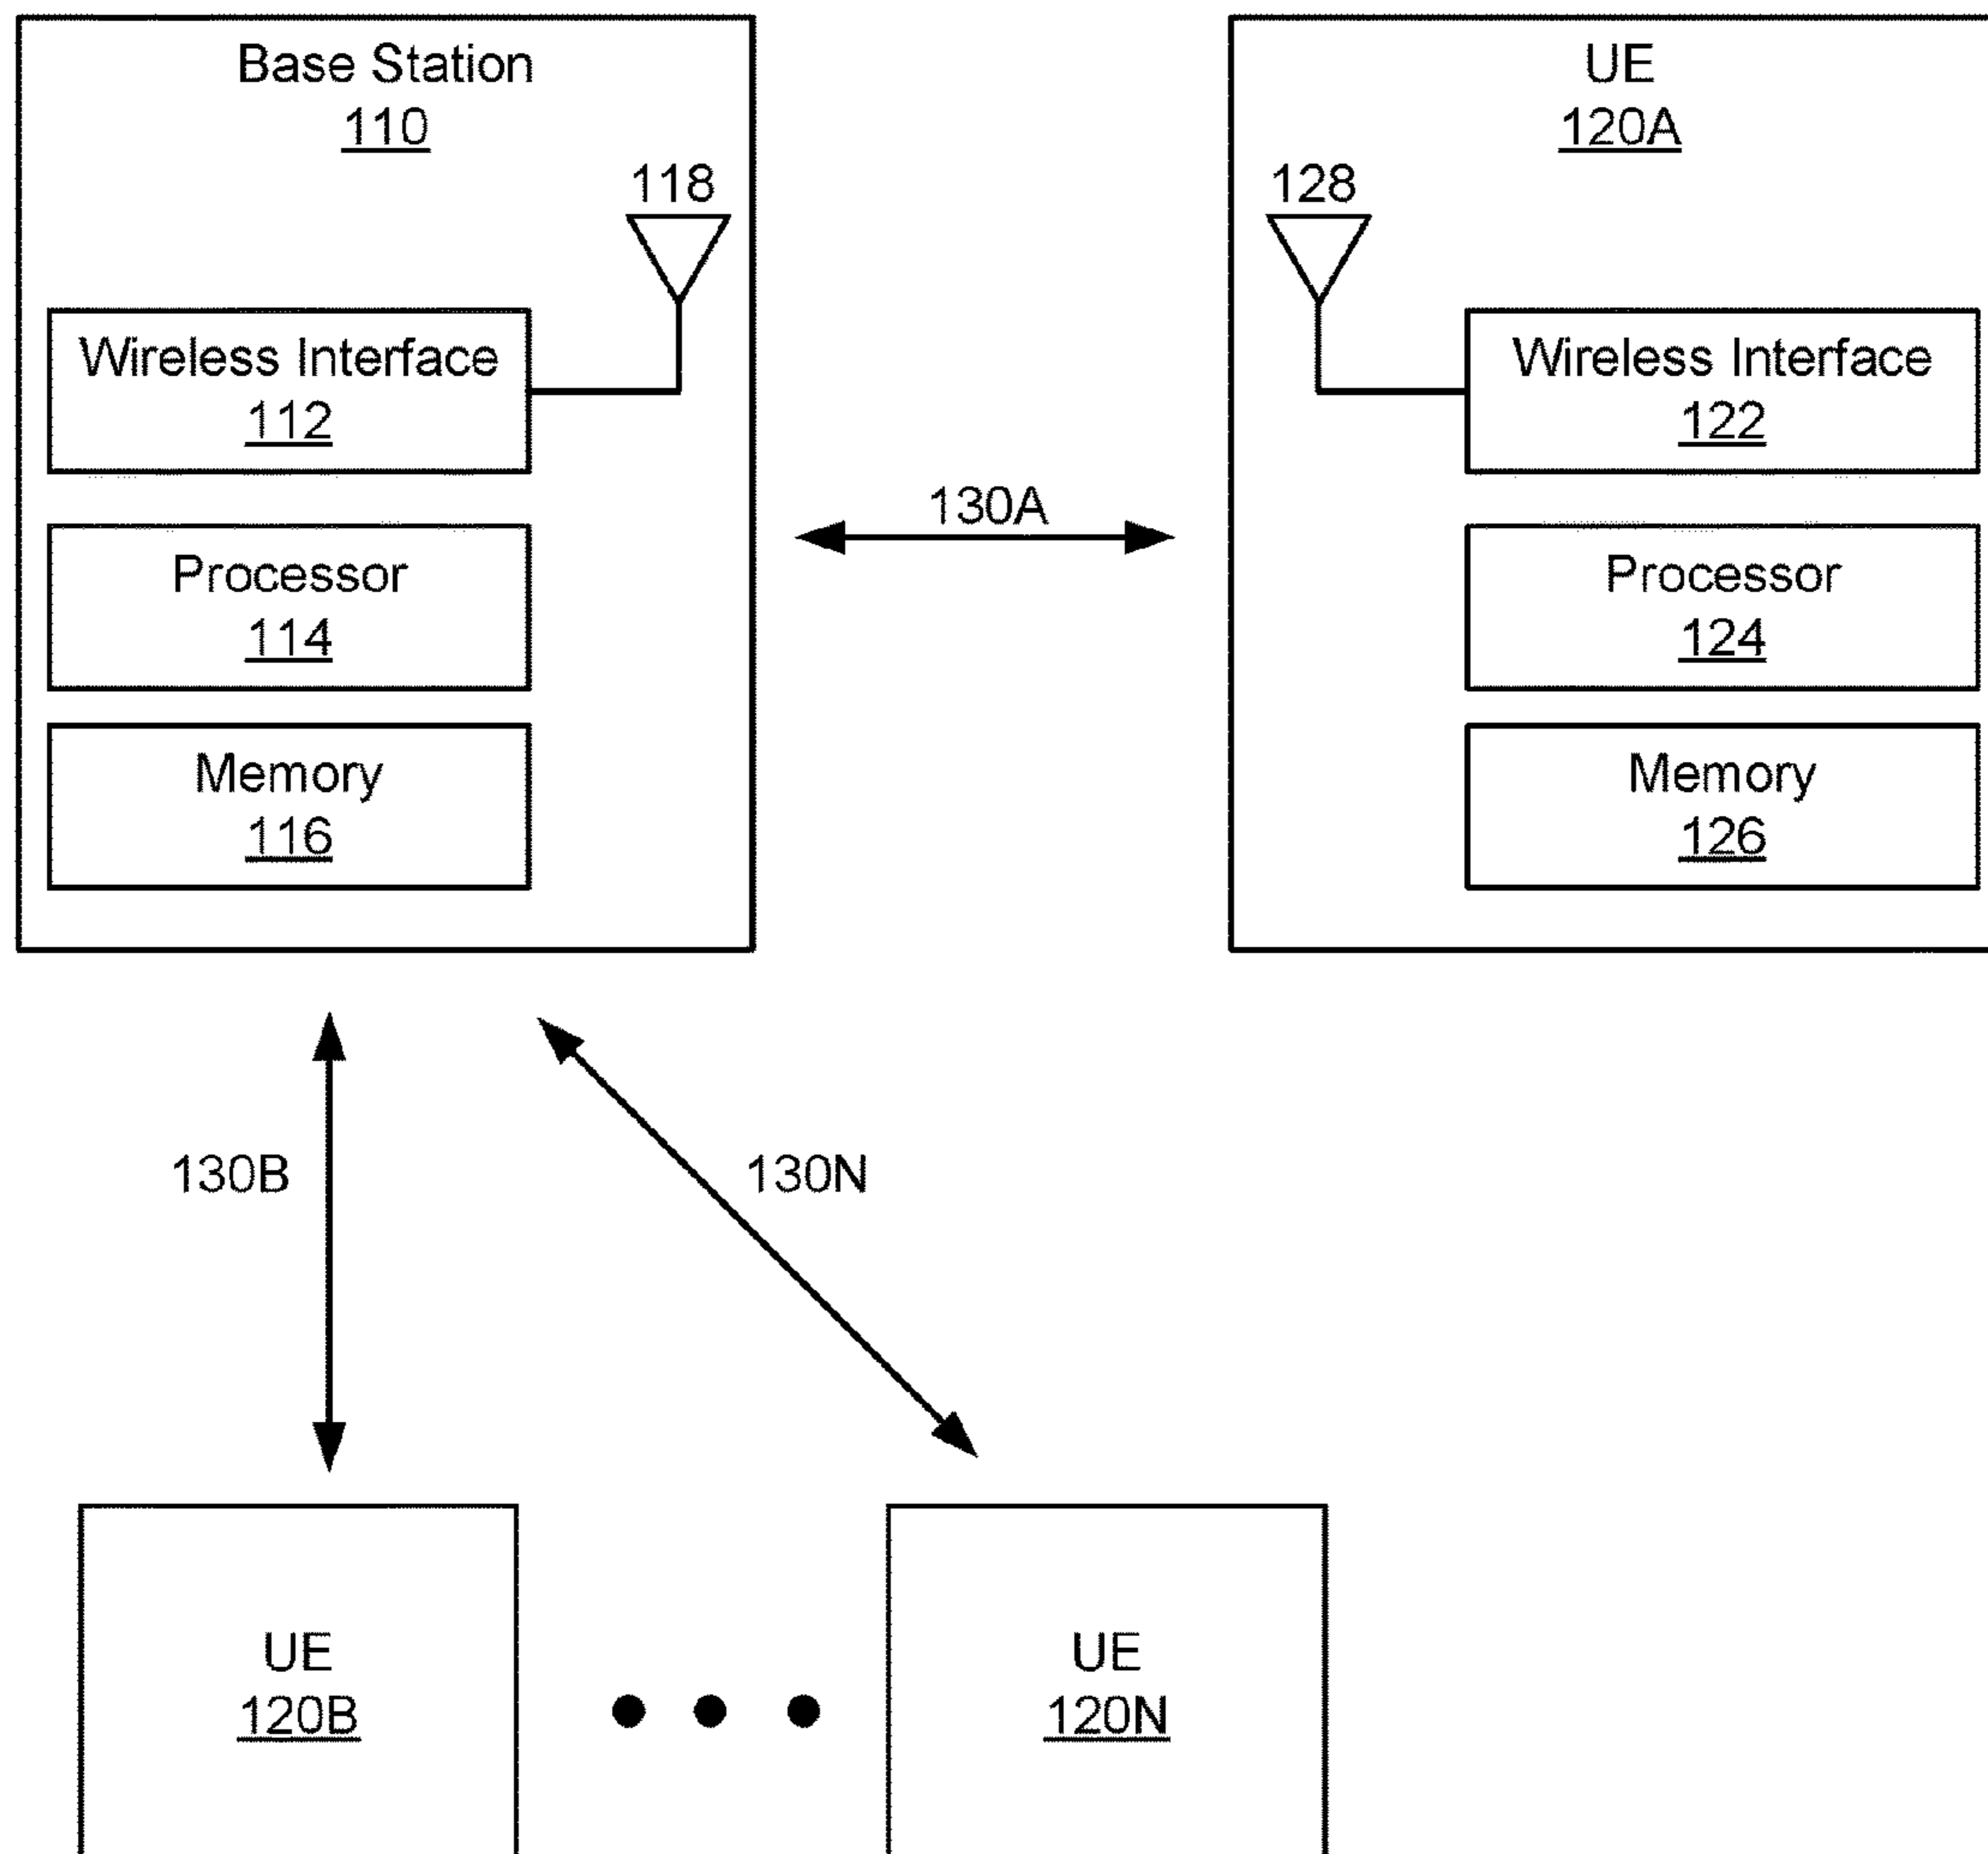 Base Station
110
118
Wireless Interface
112
Processor
114
Memory
116
130A
UE
120A
128
Wireless Interface
122
Processor
124
Memory
126
130B
130N
UE
120B
UE
120N